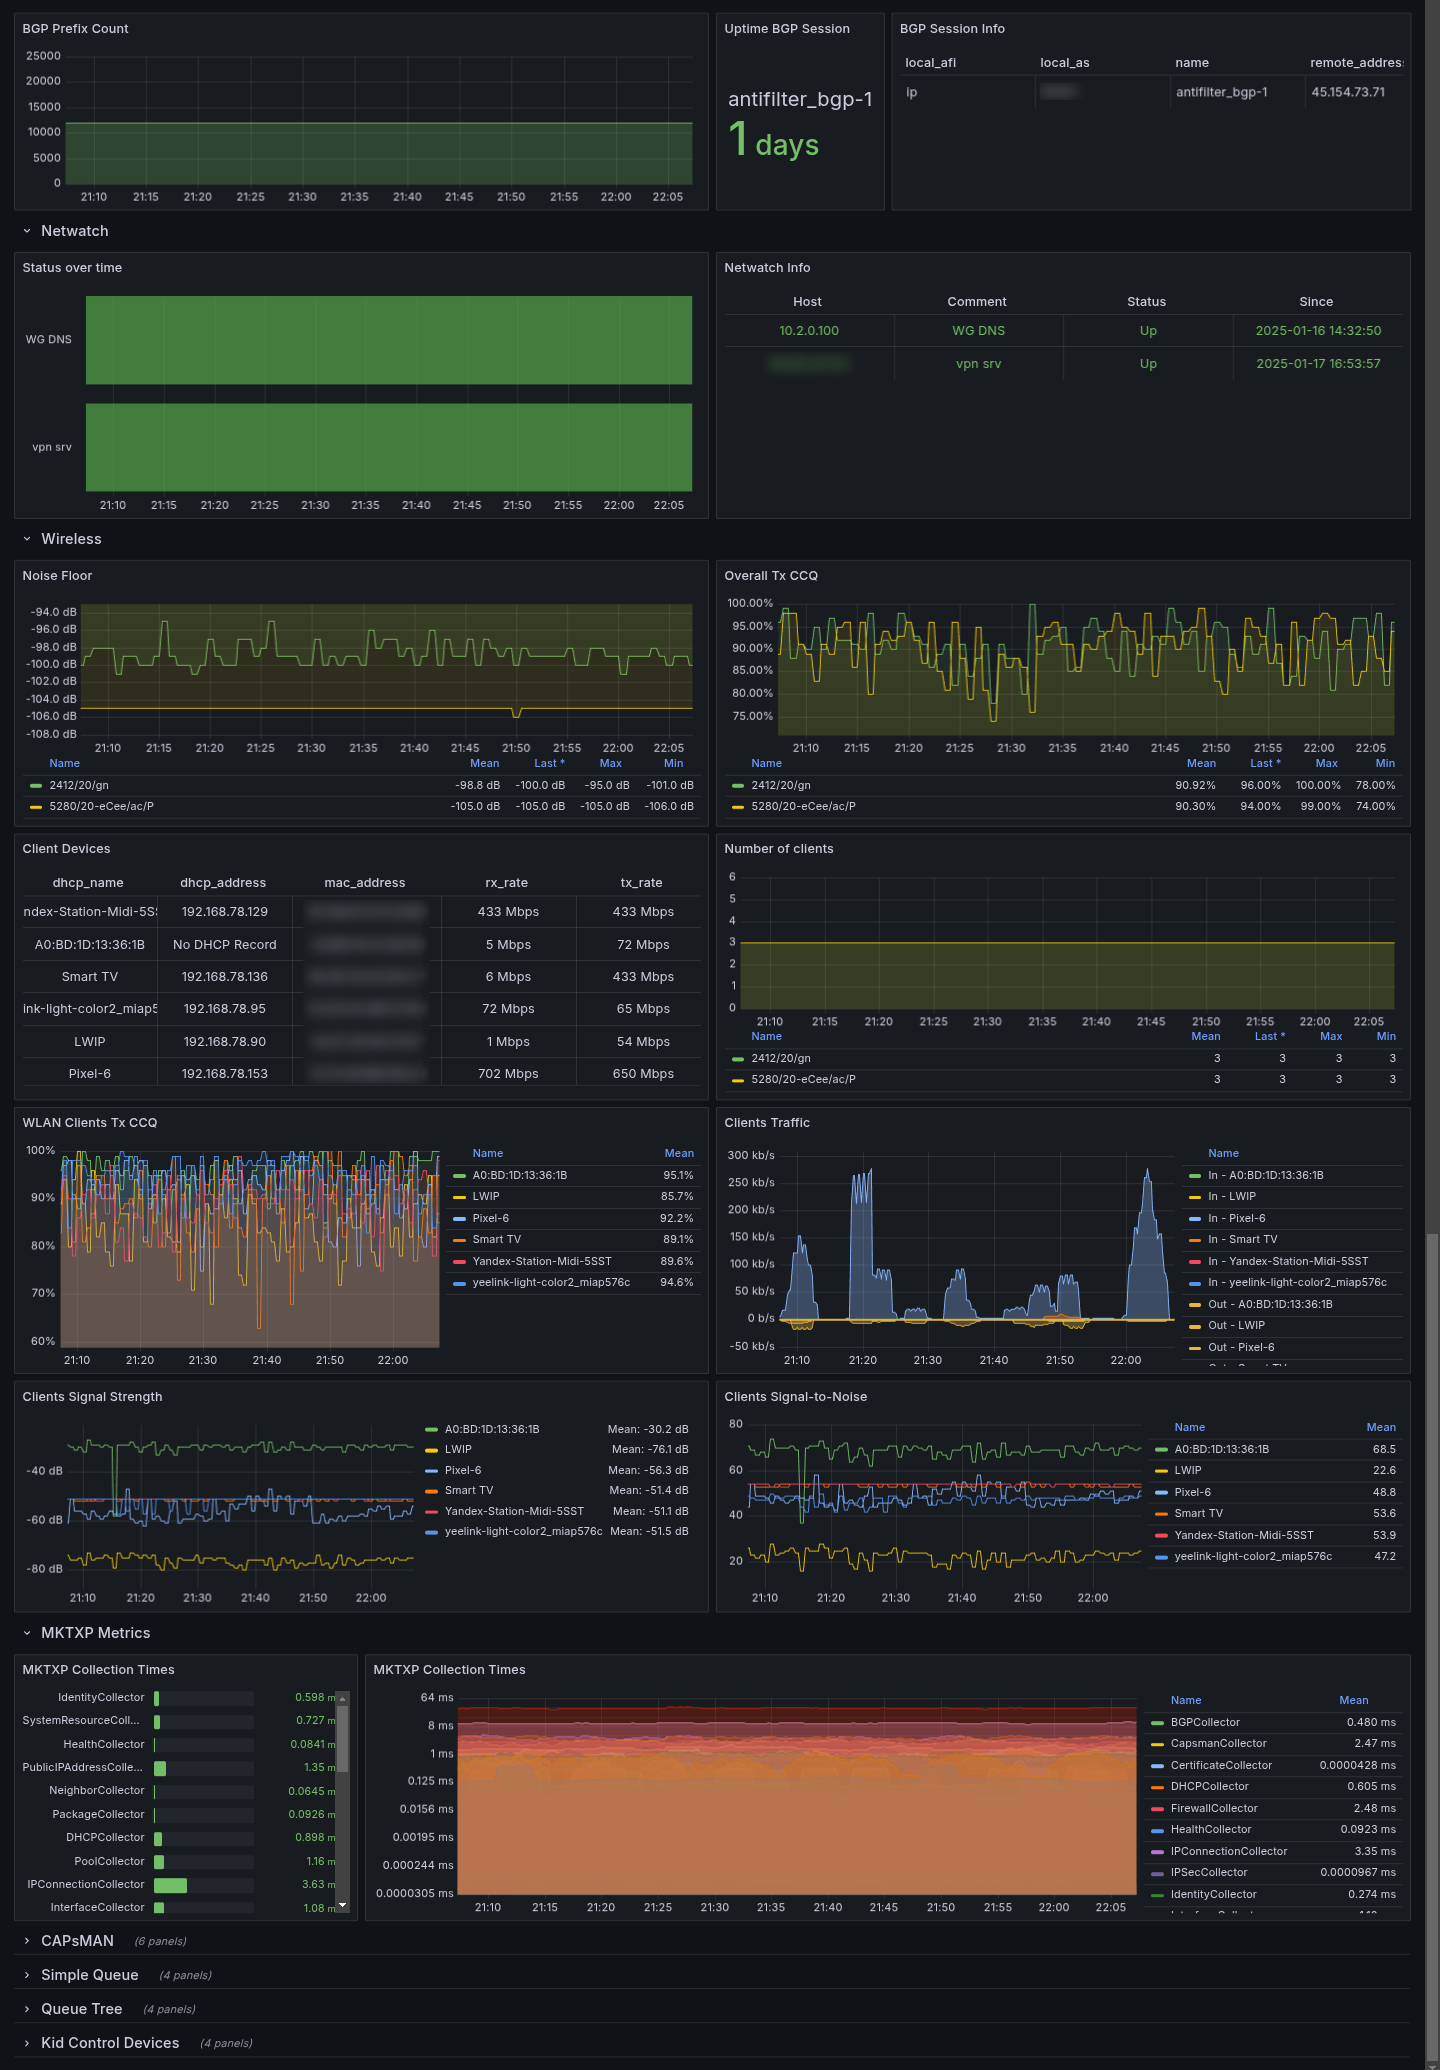 BGP Prefix Count
25000
20000
15000
10000
5000
0
21:10 21:15 21:20 21:25 21:30 21:35 21:40 21:45 21:50 21:55 22:00 22:05
Uptime BGP Session
antifilter_bgp-1
1 days
BGP Session Info
local_afi local_as name remote_addres
ip antifilter_bgp-1 45.154.73.71
Netwatch
Status over time
WG DNS
vpn srv
21:10 21:15 21:20 21:25 21:30 21:35 21:40 21:45 21:50 21:55 22:00 22:05
Netwatch Info
Host Comment Status Since
10.2.0.100 WG DNS Up 2025-01-16 14:32:50
vpn srv Up 2025-01-17 16:53:57
Wireless
Noise Floor
-94.0 dB
-96.0 dB
-98.0 dB
-100.0 dB
-102.0 dB
-104.0 dB
-106.0 dB
-108.0 dB
21:10 21:15 21:20 21:25 21:30 21:35 21:40 21:45 21:50 21:55 22:00 22:05
Name Mean Last * Max Min
2412/20/gn -98.8 dB -100.0 dB -95.0 dB -101.0 dB
5280/20-eCee/ac/P -105.0 dB -105.0 dB -105.0 dB -106.0 dB
Overall Tx CCQ
100.00%
95.00%
90.00%
85.00%
80.00%
75.00%
21:10 21:15 21:20 21:25 21:30 21:35 21:40 21:45 21:50 21:55 22:00 22:05
Name Mean Last * Max Min
2412/20/gn 90.92% 96.00% 100.00% 78.00%
5280/20-eCee/ac/P 90.30% 94.00% 99.00% 74.00%
Client Devices
dhcp_name dhcp_address mac_address rx_rate tx_rate
ndex-Station-Midi-5S 192.168.78.129 433 Mbps 433 Mbps
A0:BD:1D:13:36:1B No DHCP Record 5 Mbps 72 Mbps
Smart TV 192.168.78.136 6 Mbps 433 Mbps
ink-light-color2_miap5 192.168.78.95 72 Mbps 65 Mbps
LWIP 192.168.78.90 1 Mbps 54 Mbps
Pixel-6 192.168.78.153 702 Mbps 650 Mbps
Number of clients
6
5
4
3
2
1
0
21:10 21:15 21:20 21:25 21:30 21:35 21:40 21:45 21:50 21:55 22:00 22:05
Name Mean Last * Max Min
2412/20/gn 3 3 3 3
5280/20-eCee/ac/P 3 3 3 3
WLAN Clients Tx CCQ
100%
90%
80%
70%
60%
21:10 21:20 21:30 21:40 21:50 22:00
Name Mean
A0:BD:1D:13:36:1B 95.1%
LWIP 85.7%
Pixel-6 92.2%
Smart TV 89.1%
Yandex-Station-Midi-5SST 89.6%
yeelink-light-color2_miap576c 94.6%
Clients Traffic
300 kb/s
250 kb/s
200 kb/s
150 kb/s
100 kb/s
50 kb/s
0 b/s
-50 kb/s
21:10 21:20 21:30 21:40 21:50 22:00
Name
In - A0:BD:1D:13:36:1B
In - LWIP
In - Pixel-6
In - Smart TV
In - Yandex-Station-Midi-5SST
In - yeelink-light-color2_miap576c
Out - A0:BD:1D:13:36:1B
Out - LWIP
Out - Pixel-6
Clients Signal Strength
-40 dB
-60 dB
-80 dB
21:10 21:20 21:30 21:40 21:50 22:00
A0:BD:1D:13:36:1B Mean: -30.2 dB
LWIP Mean: -76.1 dB
Pixel-6 Mean: -56.3 dB
Smart TV Mean: -51.4 dB
Yandex-Station-Midi-5SST Mean: -51.1 dB
yeelink-light-color2_miap576c Mean: -51.5 dB
Clients Signal-to-Noise
80
60
40
20
21:10 21:20 21:30 21:40 21:50 22:00
Name Mean
A0:BD:1D:13:36:1B 68.5
LWIP 22.6
Pixel-6 48.8
Smart TV 53.6
Yandex-Station-Midi-5SST 53.9
yeelink-light-color2_miap576c 47.2
MKTXP Metrics
MKTXP Collection Times
IdentityCollector 0.598 m
SystemResourceColl... 0.727 m
HealthCollector 0.0841 m
PublicIPAddressColle... 1.35 m
NeighborCollector 0.0645 m
PackageCollector 0.0926 m
DHCPCollector 0.898 m
PoolCollector 1.16 m
IPConnectionCollector 3.63 m
InterfaceCollector 1.08 m
MKTXP Collection Times
64 ms
8 ms
1 ms
0.125 ms
0.0156 ms
0.00195 ms
0.000244 ms
0.0000305 ms
21:10 21:15 21:20 21:25 21:30 21:35 21:40 21:45 21:50 21:55 22:00 22:05
Name Mean
BGPCollector 0.480 ms
CapsmanCollector 2.47 ms
CertificateCollector 0.0000428 ms
DHCPCollector 0.605 ms
FirewallCollector 2.48 ms
HealthCollector 0.0923 ms
IPConnectionCollector 3.35 ms
IPSecCollector 0.0000967 ms
IdentityCollector 0.274 ms
CAPsMAN (6 panels)
Simple Queue (4 panels)
Queue Tree (4 panels)
Kid Control Devices (4 panels)